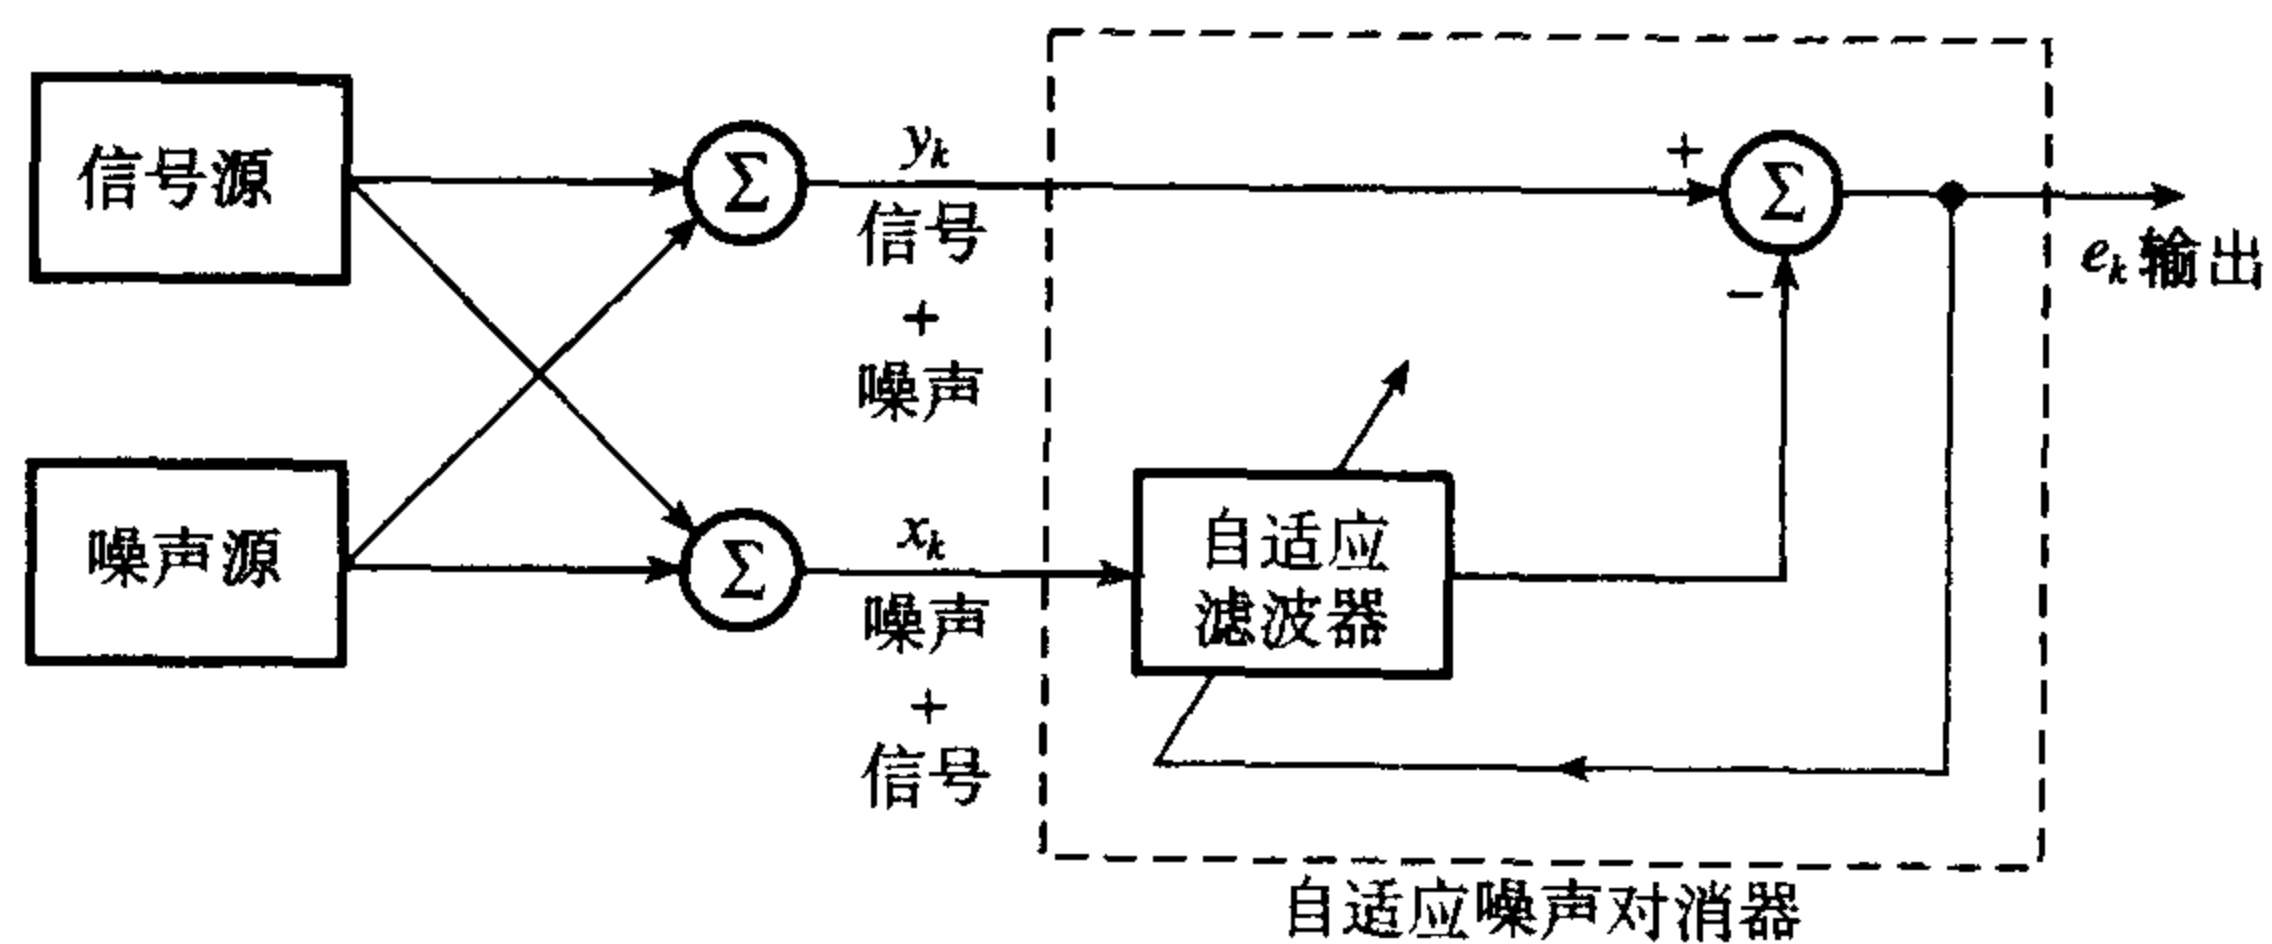 信号源
Σ
y_k
信号
+
噪声
+
Σ
−
e_k 输出
噪声源
Σ
x_k
噪声
+
信号
自适应
滤波器
自适应噪声对消器